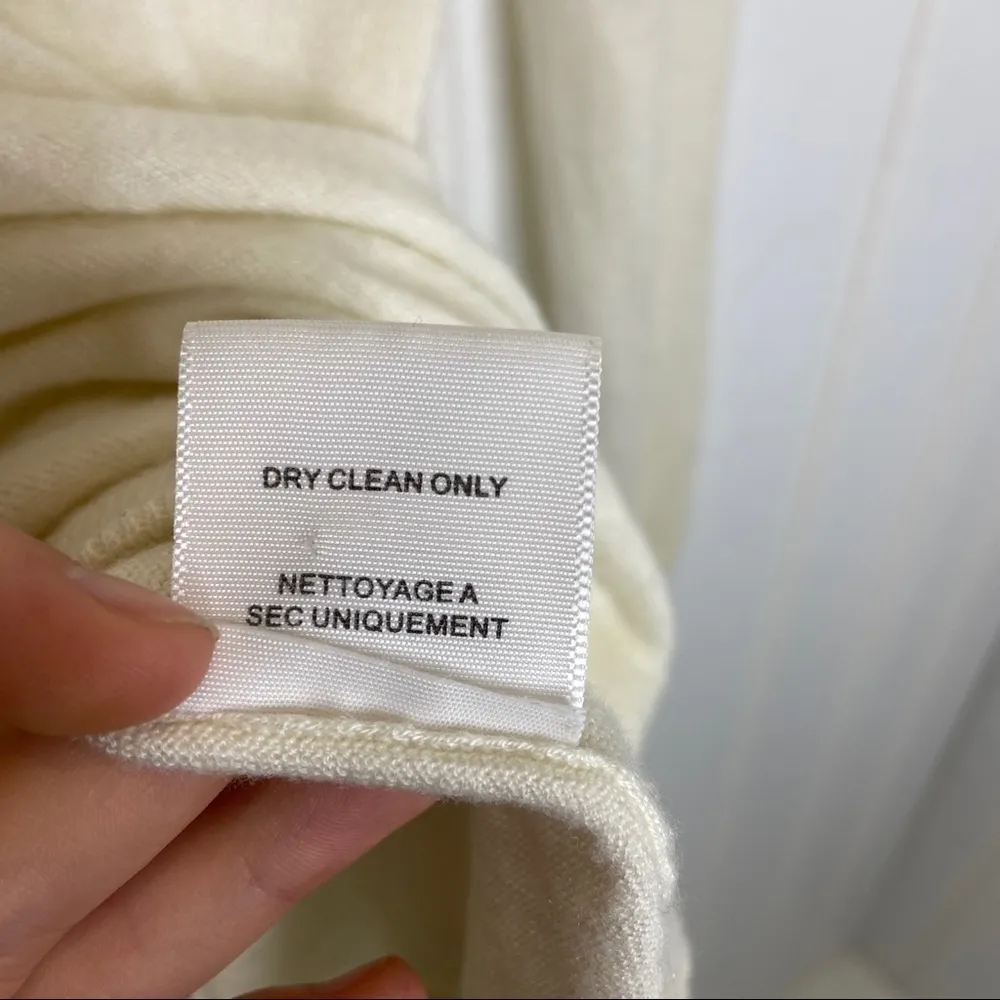 DRY CLEAN ONLY
NETTOYAGE A
SEC UNIQUEMENT